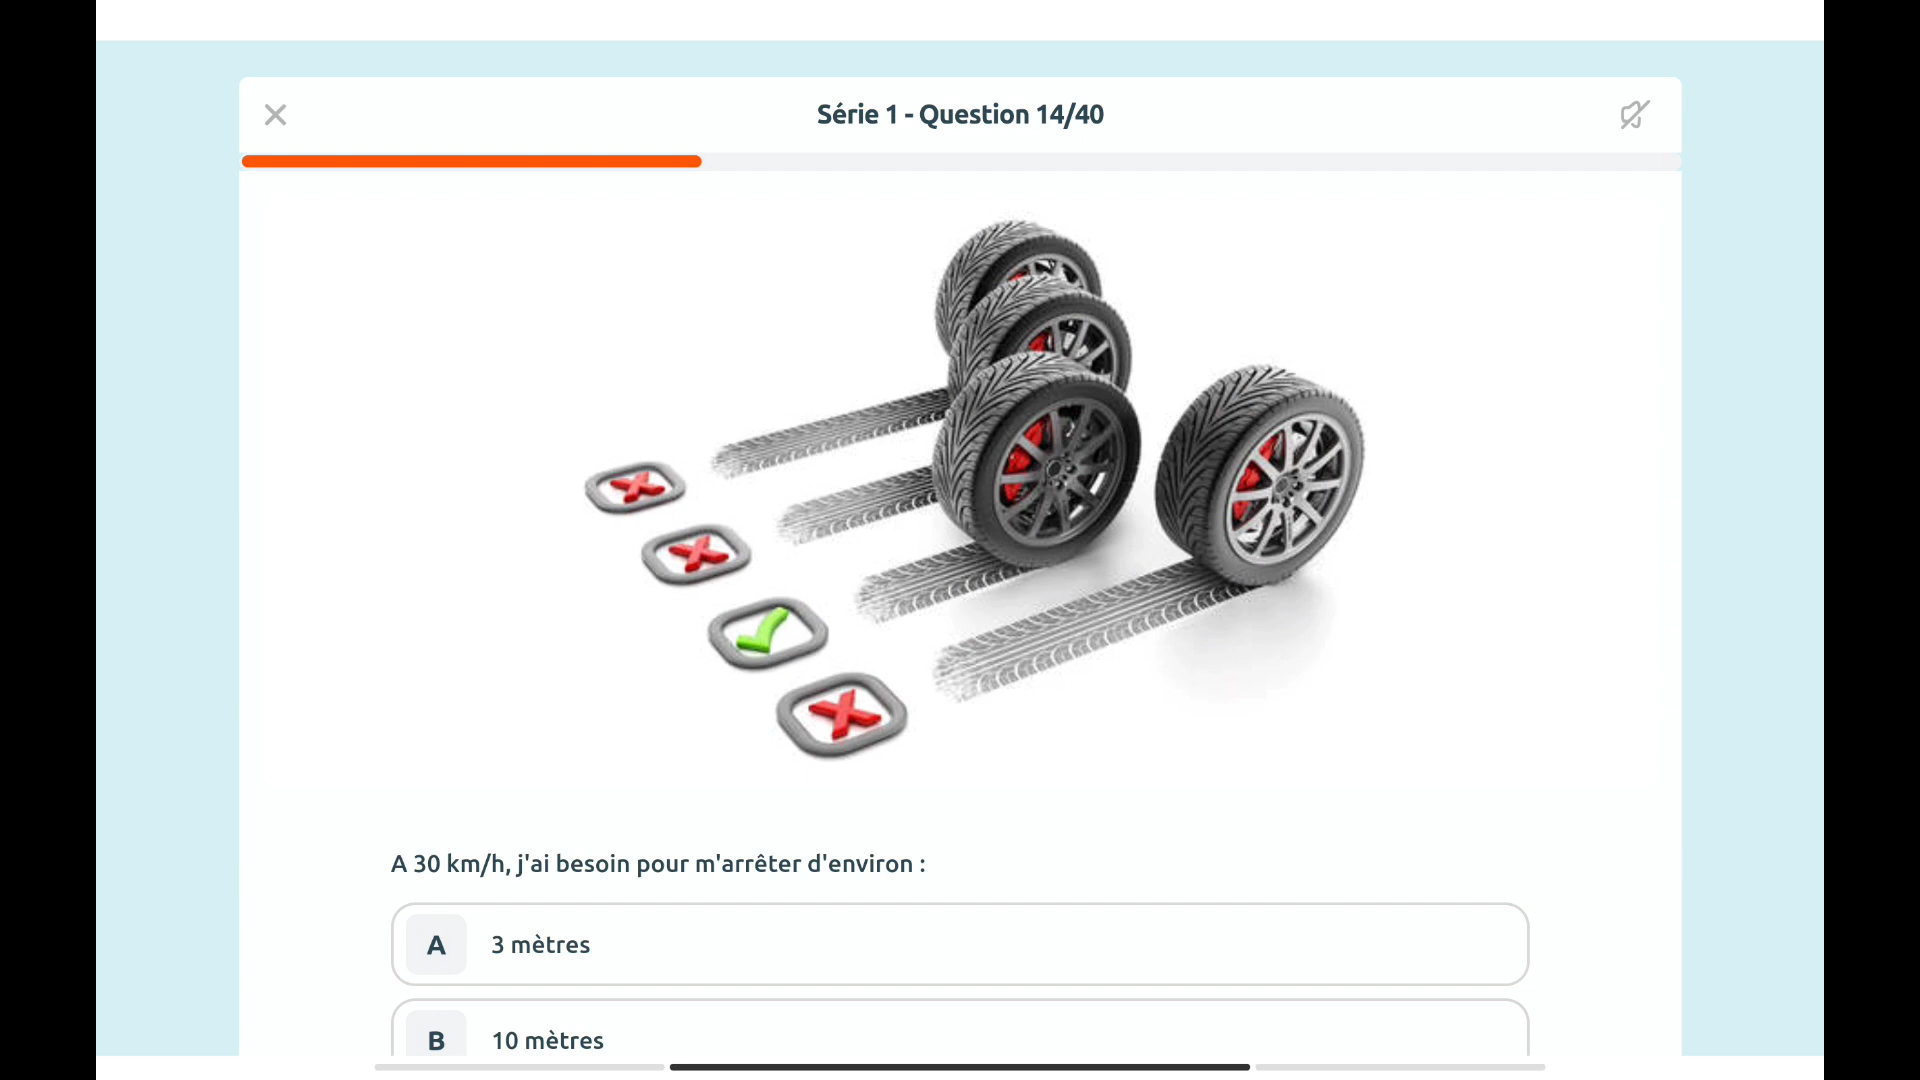 Série 1 - Question 14/40
A 30 km/h, j'ai besoin pour m'arrêter d'environ :
A 3 mètres
B 10 mètres